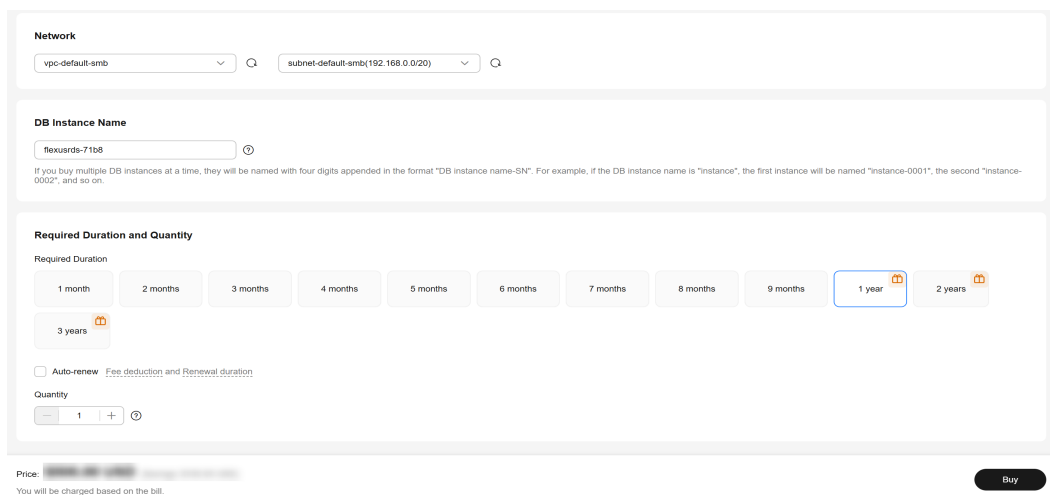 Network
vpc-default-smb
subnet-default-smb(192.168.0.0/20)
DB Instance Name
flexusrds-71b8
If you buy multiple DB instances at a time, they will be named with four digits appended in the format "DB instance name-SN". For example, if the DB instance name is "instance", the first instance will be named "instance-0001", the second "instance-
0002", and so on.
Required Duration and Quantity
Required Duration
1 month 2 months 3 months 4 months 5 months 6 months 7 months 8 months 9 months 1 year 2 years
3 years
Auto-renew Fee deduction and Renewal duration
Quantity
1
Price:
Buy
You will be charged based on the bill.